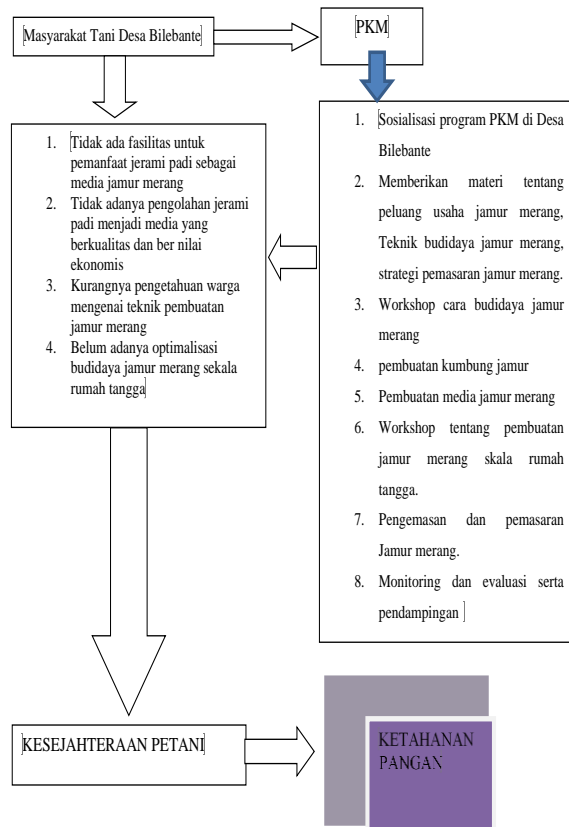 Masyarakat Tani Desa Bilebante
PKM
1. Tidak ada fasilitas untuk
pemanfaat jerami padi sebagai
media jamur merang
2. Tidak adanya pengolahan jerami
padi menjadi media yang
berkualitas dan ber nilai
ekonomis
3. Kurangnya pengetahuan warga
mengenai teknik pembuatan
jamur merang
4. Belum adanya optimalisasi
budidaya jamur merang sekala
rumah tangga
1. Sosialisasi program PKM di Desa
Bilebante
2. Memberikan materi tentang
peluang usaha jamur merang,
Teknik budidaya jamur merang,
strategi pemasaran jamur merang.
3. Workshop cara budidaya jamur
merang
4. pembuatan kumbung jamur
5. Pembuatan media jamur merang
6. Workshop tentang pembuatan
jamur merang skala rumah
tangga.
7. Pengemasan dan pemasaran
Jamur merang.
8. Monitoring dan evaluasi serta
pendampingan
KESEJAHTERAAN PETANI
KETAHANAN
PANGAN